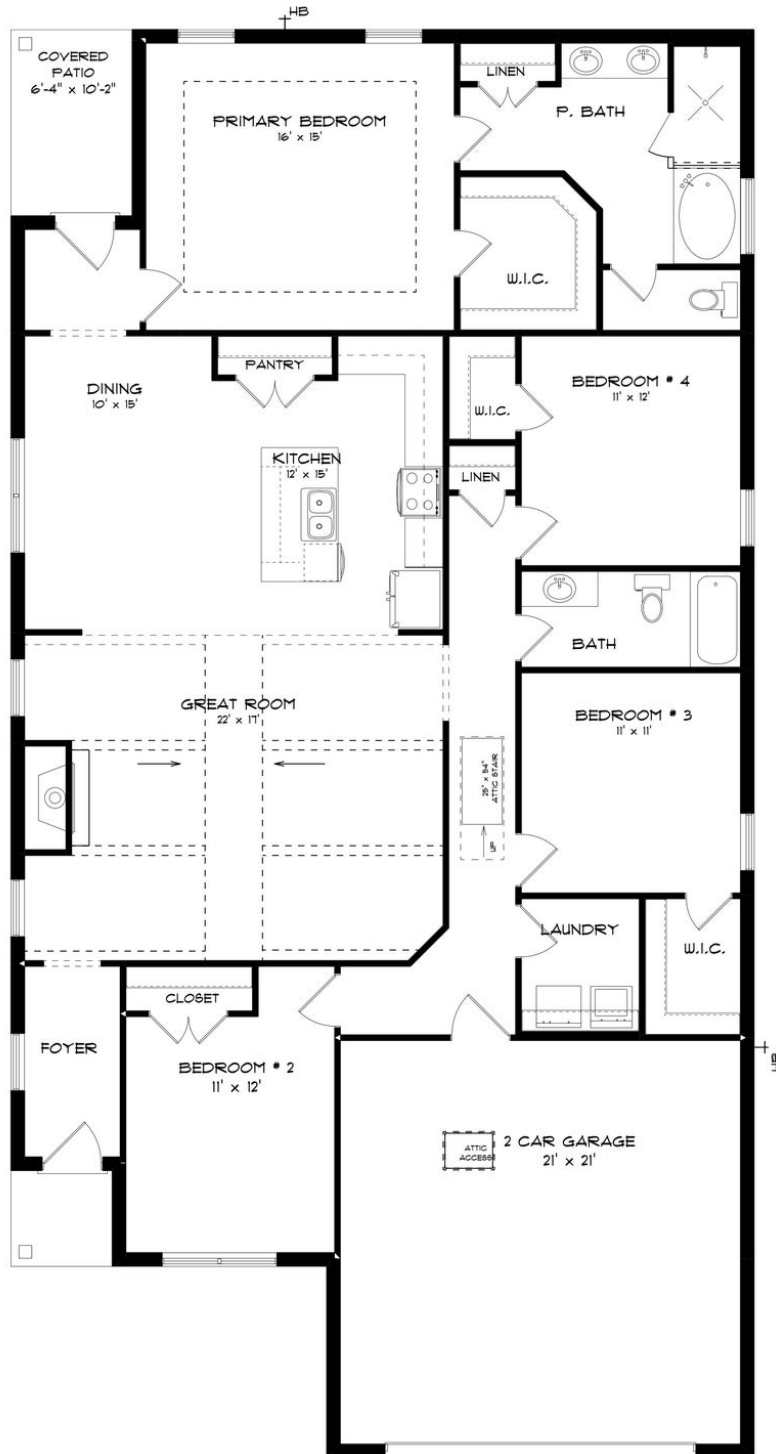 HB
COVERED
PATIO
6'-4" x 10'-2"
PRIMARY BEDROOM
16' x 15'
LINEN
P. BATH
W.I.C.
DINING
10' x 15'
PANTRY
KITCHEN
12' x 15'
W.I.C.
BEDROOM # 4
11' x 12'
LINEN
BATH
GREAT ROOM
22' x 17'
BEDROOM # 3
11' x 11'
25" x 54"
ATTIC STAIR
UP
LAUNDRY
W.I.C.
CLOSET
FOYER
BEDROOM # 2
11' x 12'
HB
ATTIC
ACCESS
2 CAR GARAGE
21' x 21'